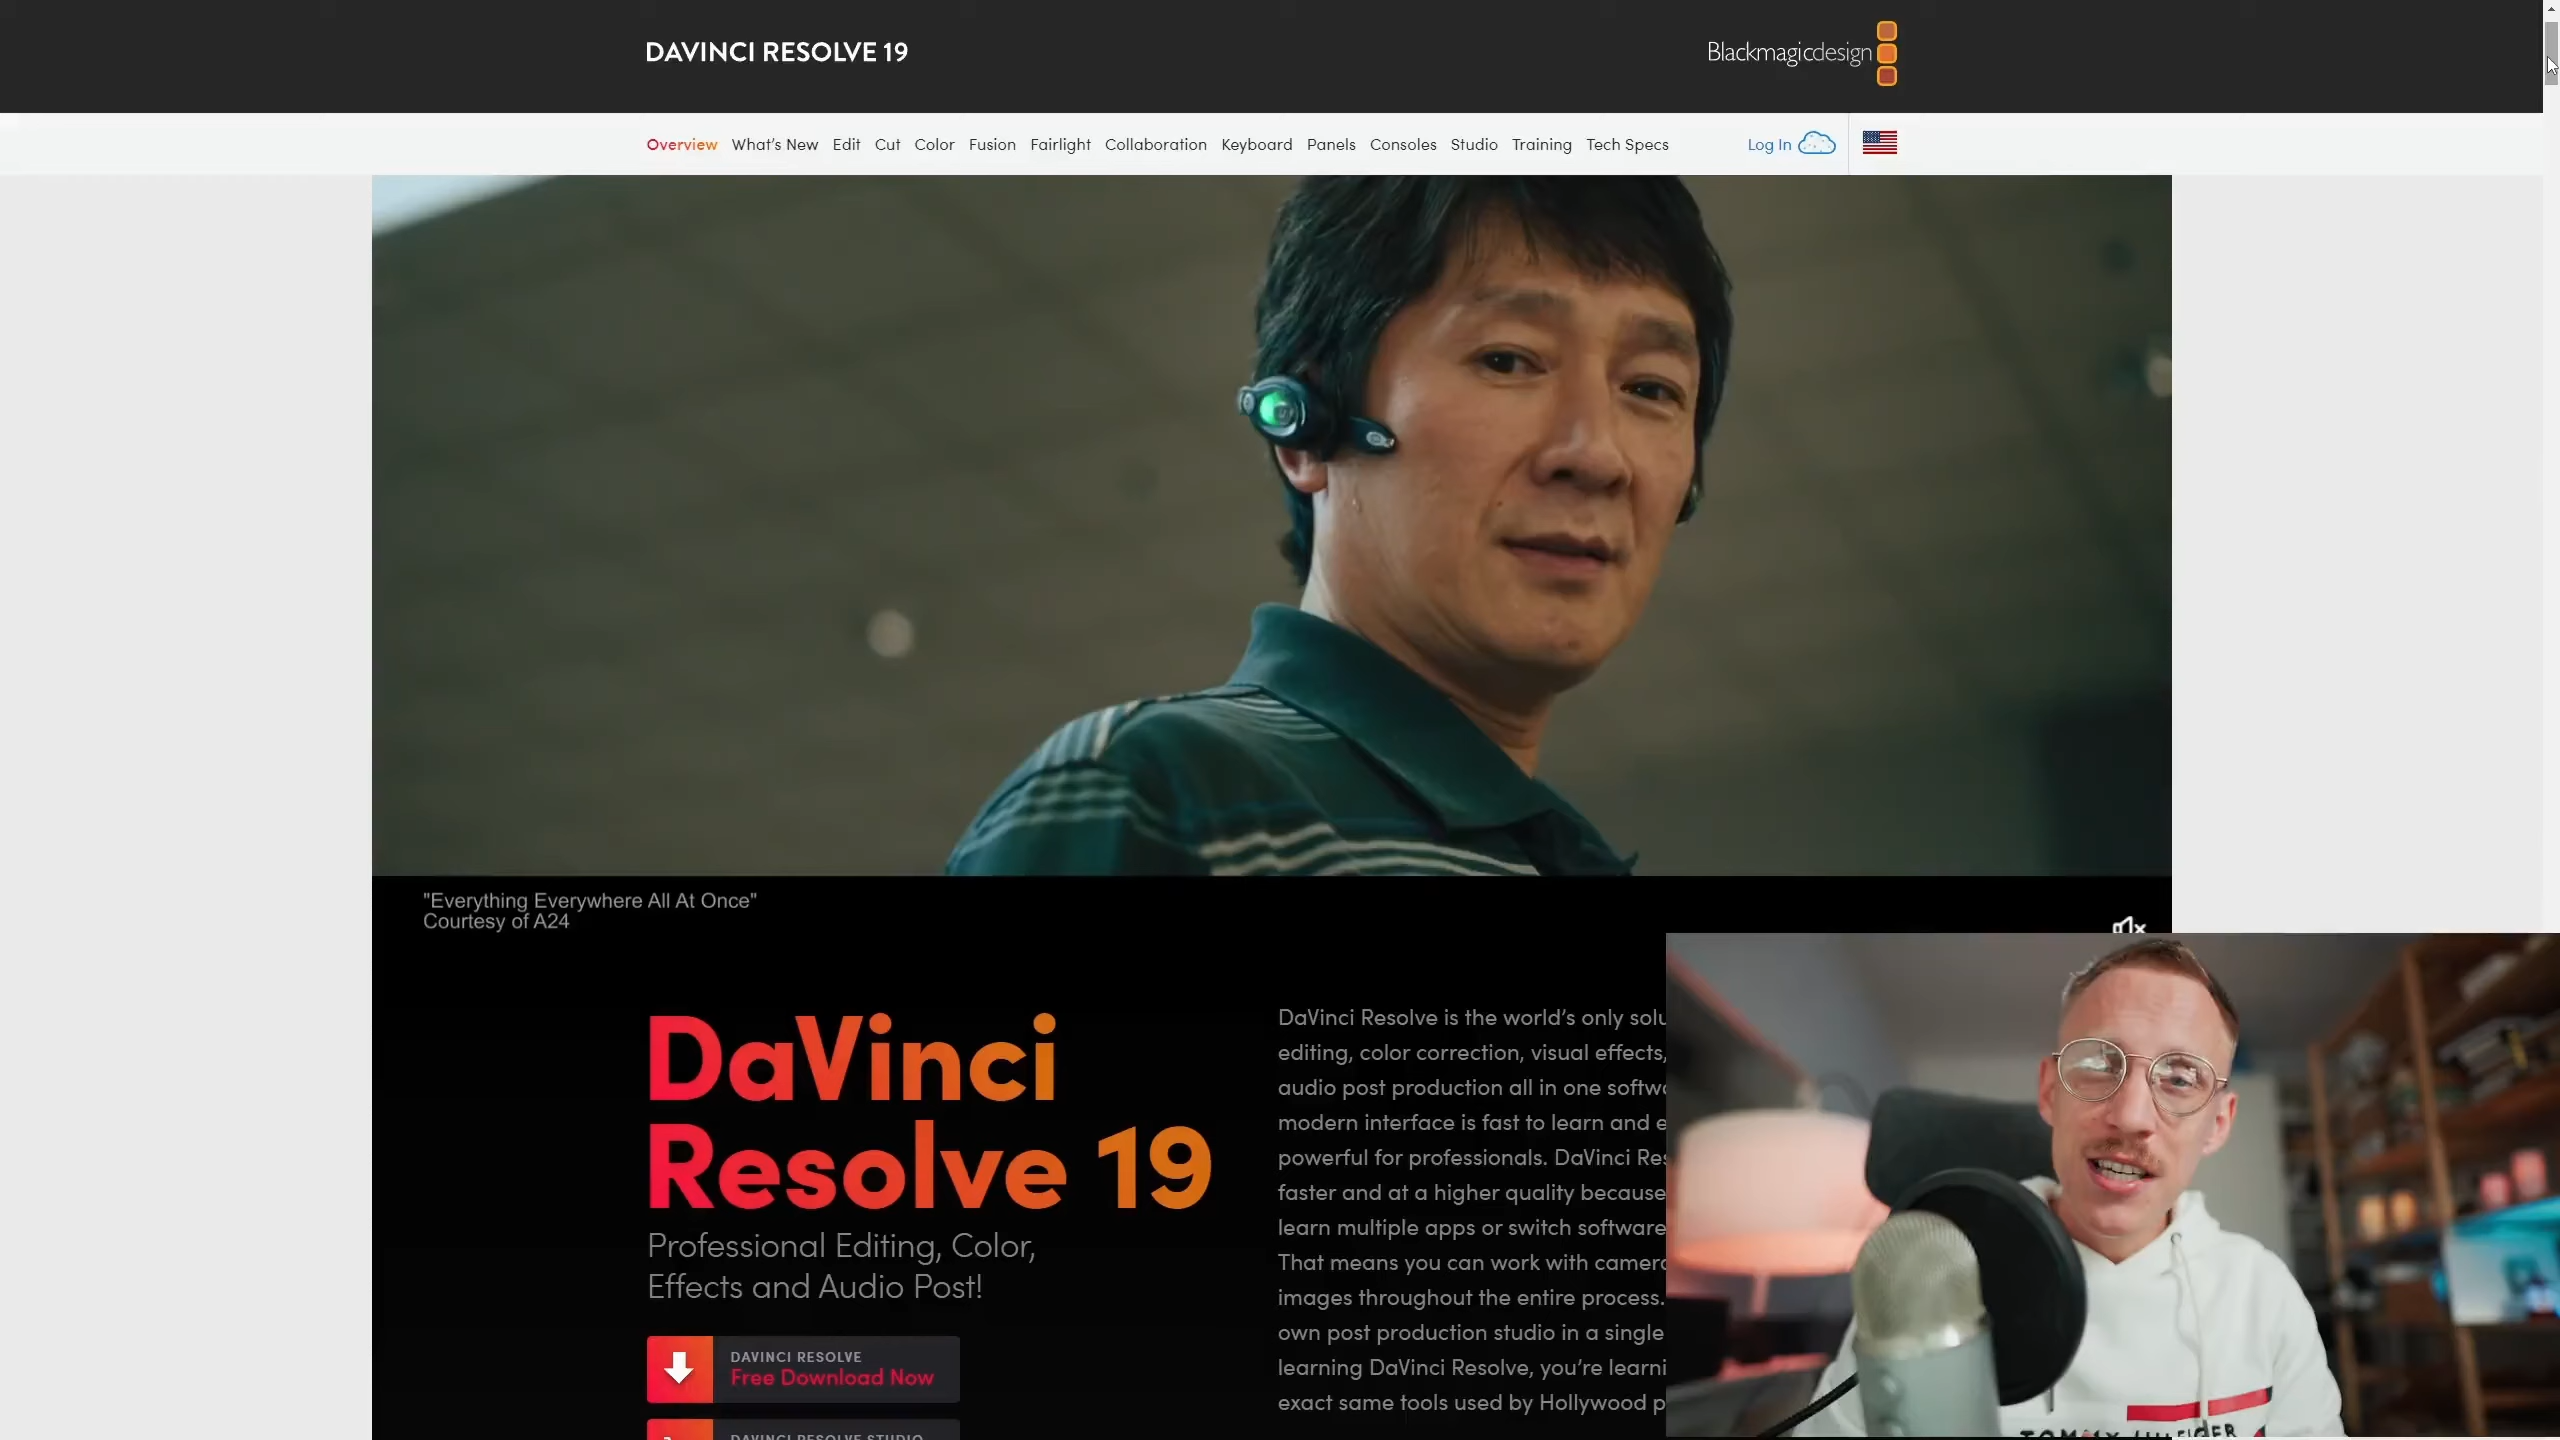 DAVINCI RESOLVE 19
Blackmagicdesign
Overview What's New Edit Cut Color Fusion Fairlight Collaboration Keyboard Panels Consoles Studio Training Tech Specs Log In
"Everything Everywhere All At Once"
Courtesy of A24
DaVinci
Resolve 19
Professional Editing, Color,
Effects and Audio Post!
DAVINCI RESOLVE
Free Download Now
DAVINCI RESOLVE STUDIO
DaVinci Resolve is the world's only
editing, color correction, visual effects,
audio post production all in one
modern interface is fast to learn and
powerful for professionals. DaVinci
faster and at a higher quality because
learn multiple apps or switch software
That means you can work with
images throughout the entire process.
own post production studio in a single
learning DaVinci Resolve, you're
exact same tools used by Hollywood
TOMMY HILFIGER